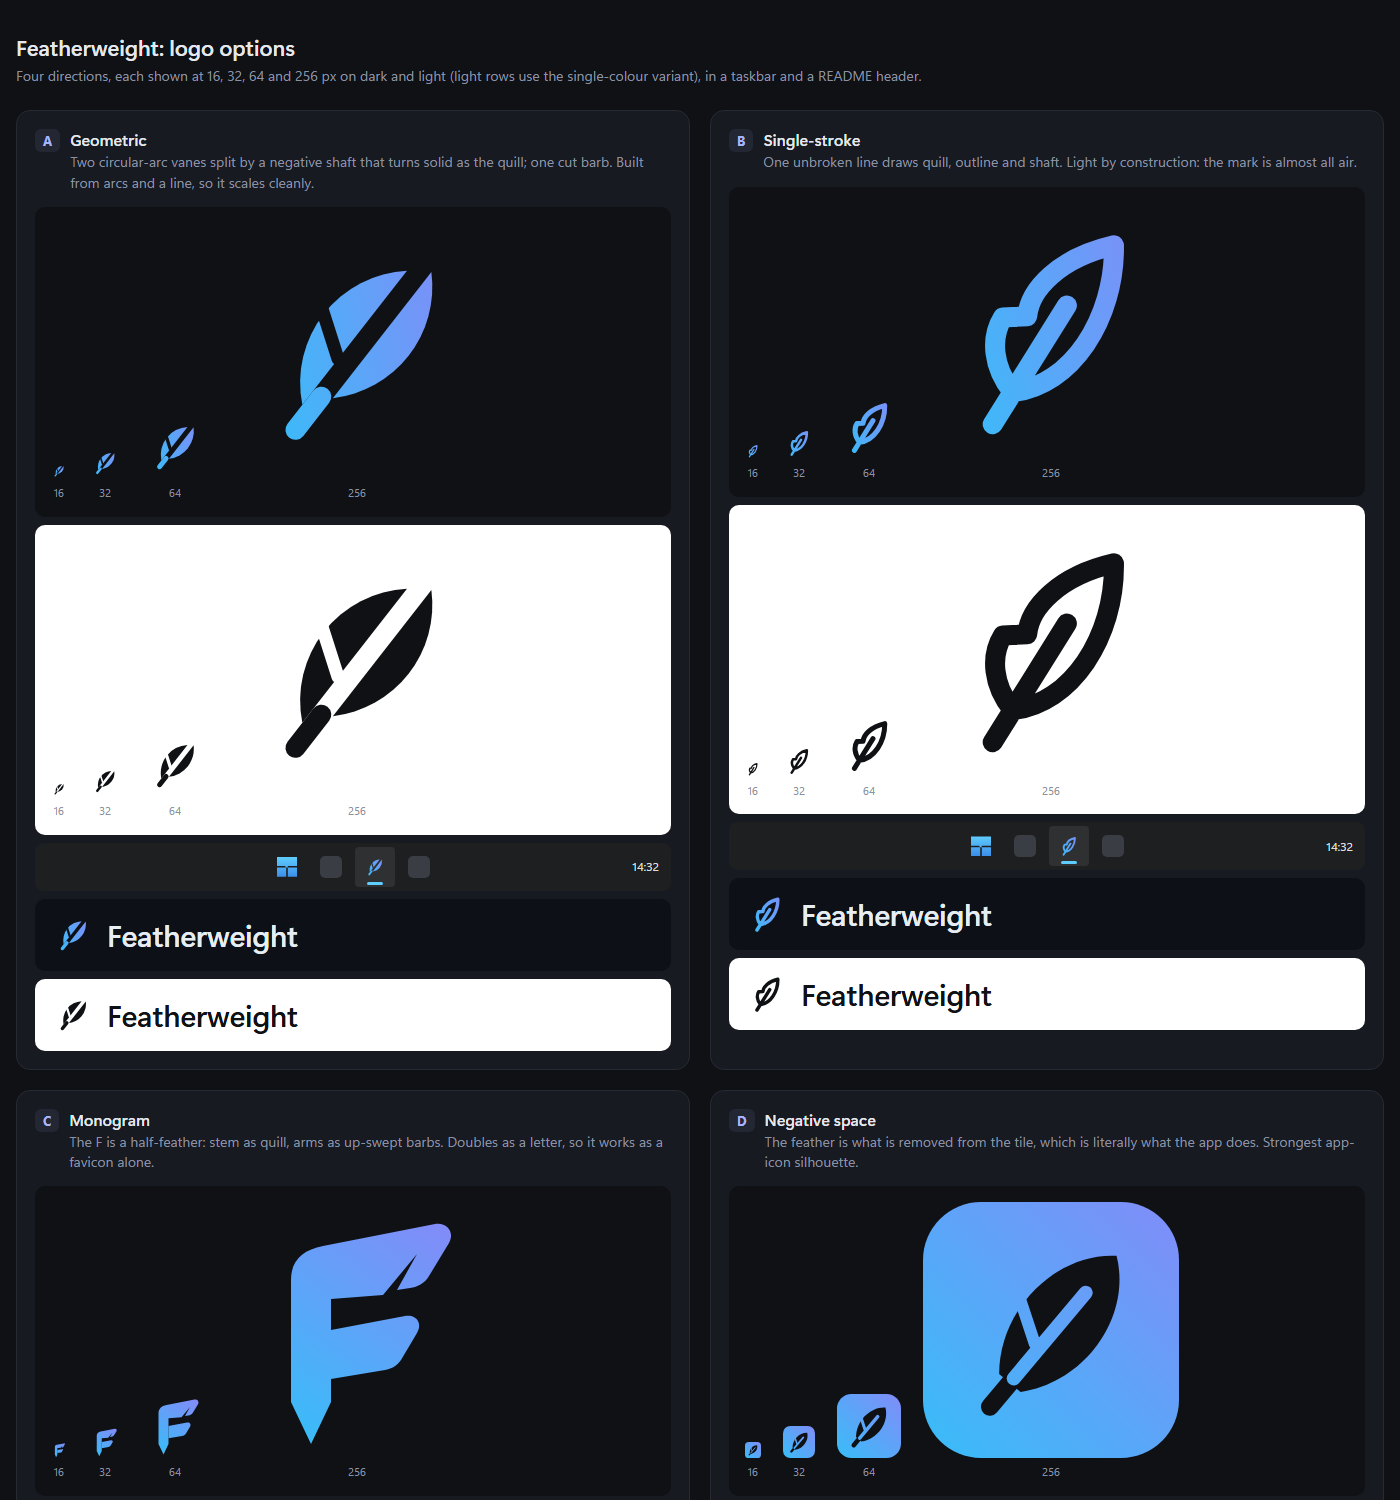 Featherweight: logo options
Four directions, each shown at 16, 32, 64 and 256 px on dark and light (light rows use the single-colour variant), in a taskbar and a README header.
A Geometric
Two circular-arc vanes split by a negative shaft that turns solid as the quill; one cut barb. Built
from arcs and a line, so it scales cleanly.
16 32 64 256
16 32 64 256
14:32
Featherweight
Featherweight
B Single-stroke
One unbroken line draws quill, outline and shaft. Light by construction: the mark is almost all air.
16 32 64 256
16 32 64 256
14:32
Featherweight
Featherweight
C Monogram
The F is a half-feather: stem as quill, arms as up-swept barbs. Doubles as a letter, so it works as a
favicon alone.
F F F F
16 32 64 256
D Negative space
The feather is what is removed from the tile, which is literally what the app does. Strongest app-
icon silhouette.
16 32 64 256